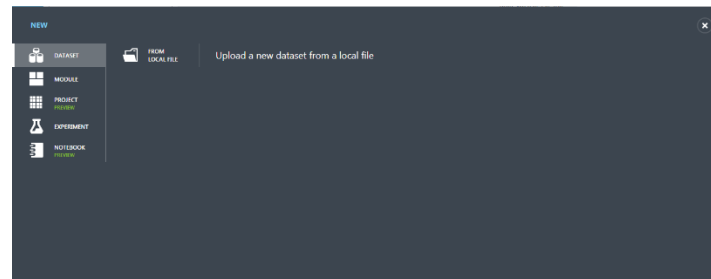 NEW
DATASET
FROM
LOCAL FILE
Upload a new dataset from a local file
MODULE
PROJECT
PREVIEW
EXPERIMENT
NOTEBOOK
PREVIEW